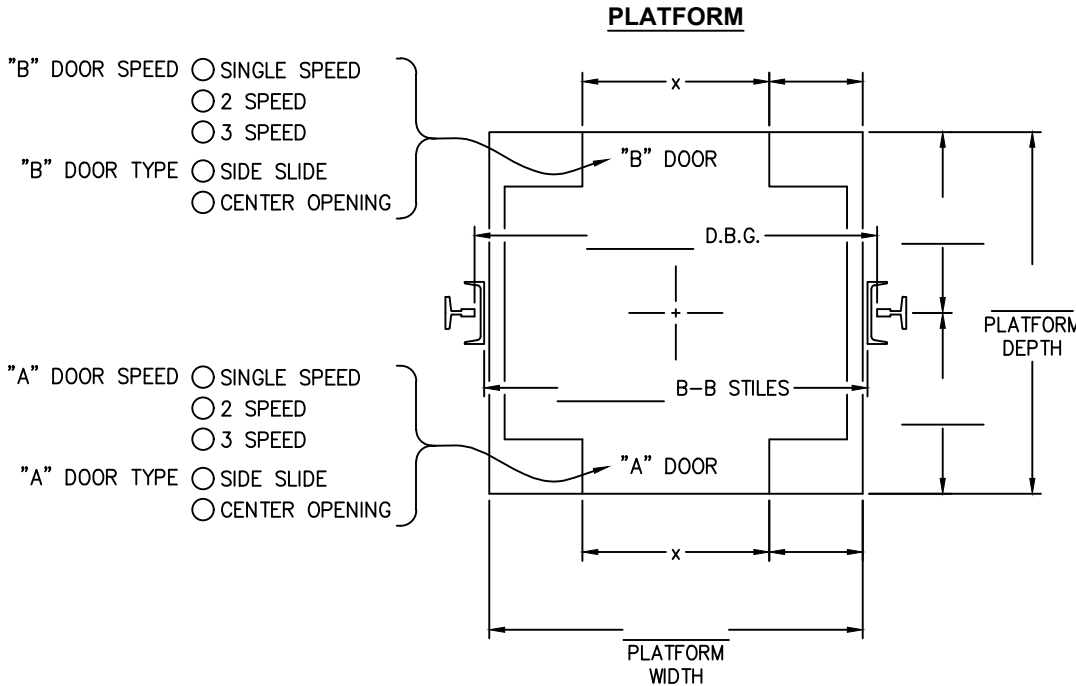 PLATFORM
"B" DOOR SPEED SINGLE SPEED
2 SPEED
3 SPEED
"B" DOOR TYPE SIDE SLIDE
CENTER OPENING
x
"B" DOOR
D.B.G.
PLATFORM
DEPTH
"A" DOOR SPEED SINGLE SPEED
2 SPEED
3 SPEED
"A" DOOR TYPE SIDE SLIDE
CENTER OPENING
B-B STILES
"A" DOOR
x
PLATFORM
WIDTH